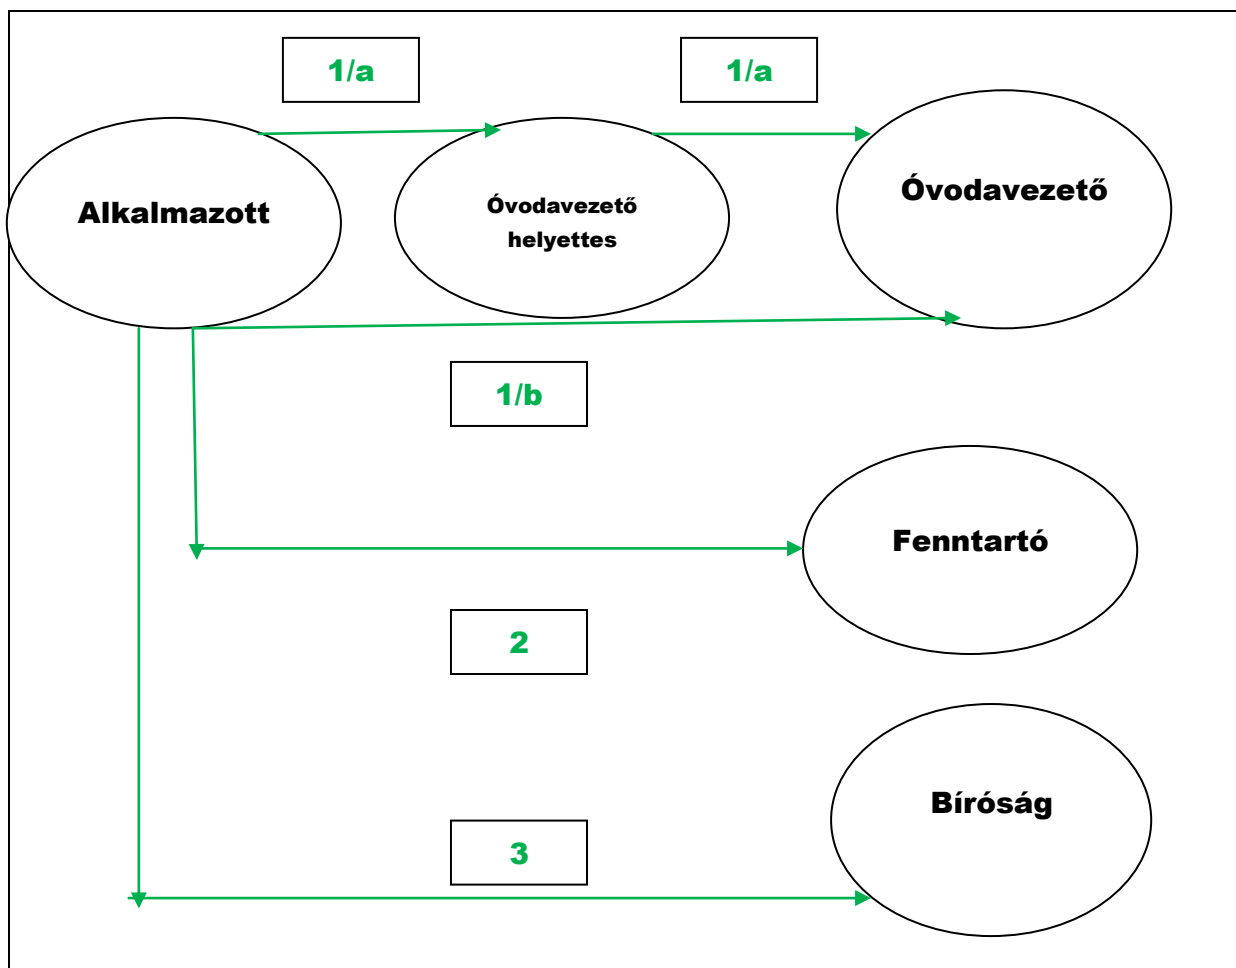 1/a
1/a
Alkalmazott
Óvodavezető
helyettes
Óvodavezető
1/b
Fenntartó
2
Bíróság
3